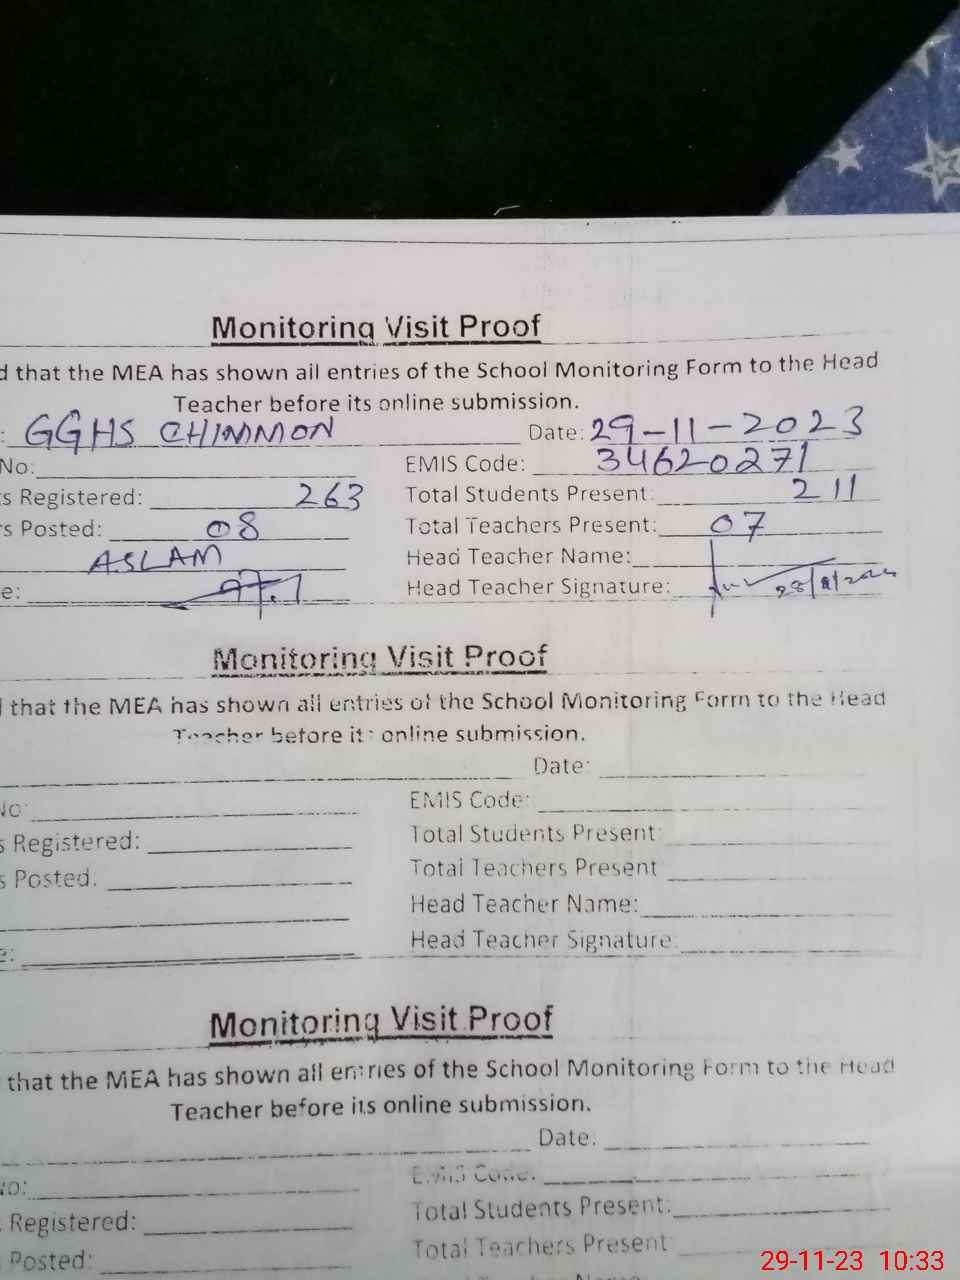 Monitoring Visit Proof
d that the MEA has shown all entries of the School Monitoring Form to the Head
Teacher before its online submission.
: GGHS CHIMMON Date: 29-11-2023
No: EMIS Code: 34620271
s Registered: 263 Total Students Present: 211
s Posted: 08 Total Teachers Present: 07
ASLAM Head Teacher Name:
e: Head Teacher Signature:
Monitoring Visit Proof
that the MEA has shown all entries of the School Monitoring Form to the Head
Teacher before its online submission.
Date:
No: EMIS Code:
s Registered: Total Students Present:
s Posted. Total Teachers Present
Head Teacher Name:
e: Head Teacher Signature:
Monitoring Visit Proof
that the MEA has shown all entries of the School Monitoring Form to the Head
Teacher before its online submission.
Date:
No: EMIS Code:
Registered: Total Students Present:
Posted: Total Teachers Present
29-11-23 10:33